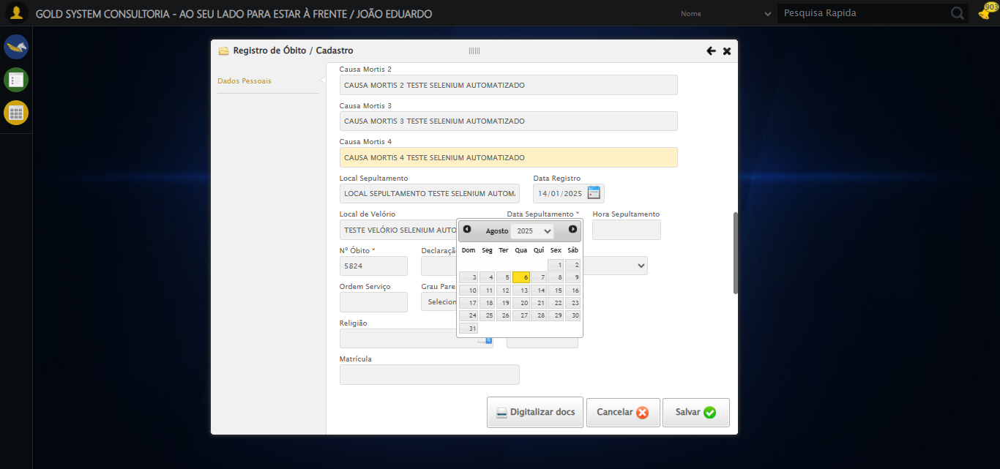 GOLD SYSTEM CONSULTORIA - AO SEU LADO PARA ESTAR À FRENTE / JOÃO EDUARDO
Nome
Pesquisa Rapida
903
Registro de Óbito / Cadastro
Dados Pessoais
Causa Mortis 2
CAUSA MORTIS 2 TESTE SELENIUM AUTOMATIZADO
Causa Mortis 3
CAUSA MORTIS 3 TESTE SELENIUM AUTOMATIZADO
Causa Mortis 4
CAUSA MORTIS 4 TESTE SELENIUM AUTOMATIZADO
Local Sepultamento Data Registro
LOCAL SEPULTAMENTO TESTE SELENIUM AUTOM 14/01/2025
Local de Velório Data Sepultamento * Hora Sepultamento
TESTE VELÓRIO SELENIUM AUTO
Nº Óbito * Declaraçã
5824
Ordem Serviço Grau Pare
Selecion
Religião
Matrícula
Agosto 2025
Dom Seg Ter Qua Qui Sex Sáb
1 2
3 4 5 6 7 8 9
10 11 12 13 14 15 16
17 18 19 20 21 22 23
24 25 26 27 28 29 30
31
Digitalizar docs Cancelar Salvar